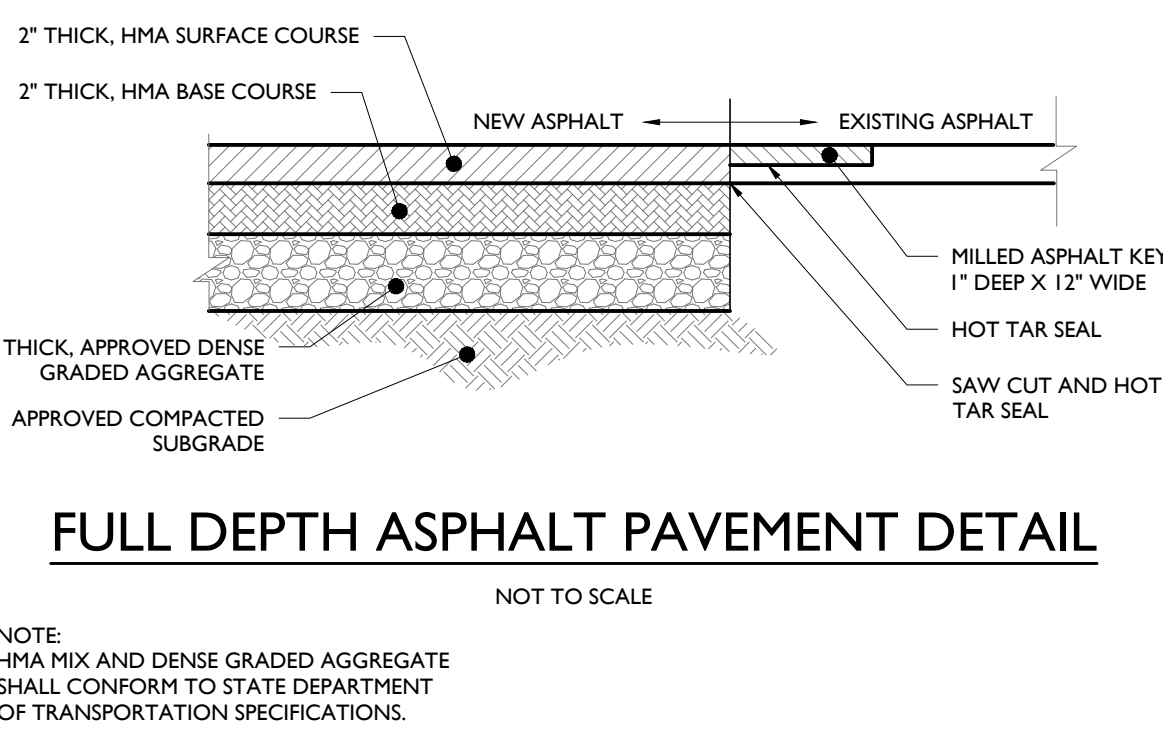 2" THICK, HMA SURFACE COURSE
2" THICK, HMA BASE COURSE
NEW ASPHALT
EXISTING ASPHALT
MILLED ASPHALT KEY
1" DEEP X 12" WIDE
HOT TAR SEAL
SAW CUT AND HOT
TAR SEAL
THICK, APPROVED DENSE
GRADED AGGREGATE
APPROVED COMPACTED
SUBGRADE
FULL DEPTH ASPHALT PAVEMENT DETAIL
NOT TO SCALE
NOTE:
HMA MIX AND DENSE GRADED AGGREGATE
SHALL CONFORM TO STATE DEPARTMENT
OF TRANSPORTATION SPECIFICATIONS.